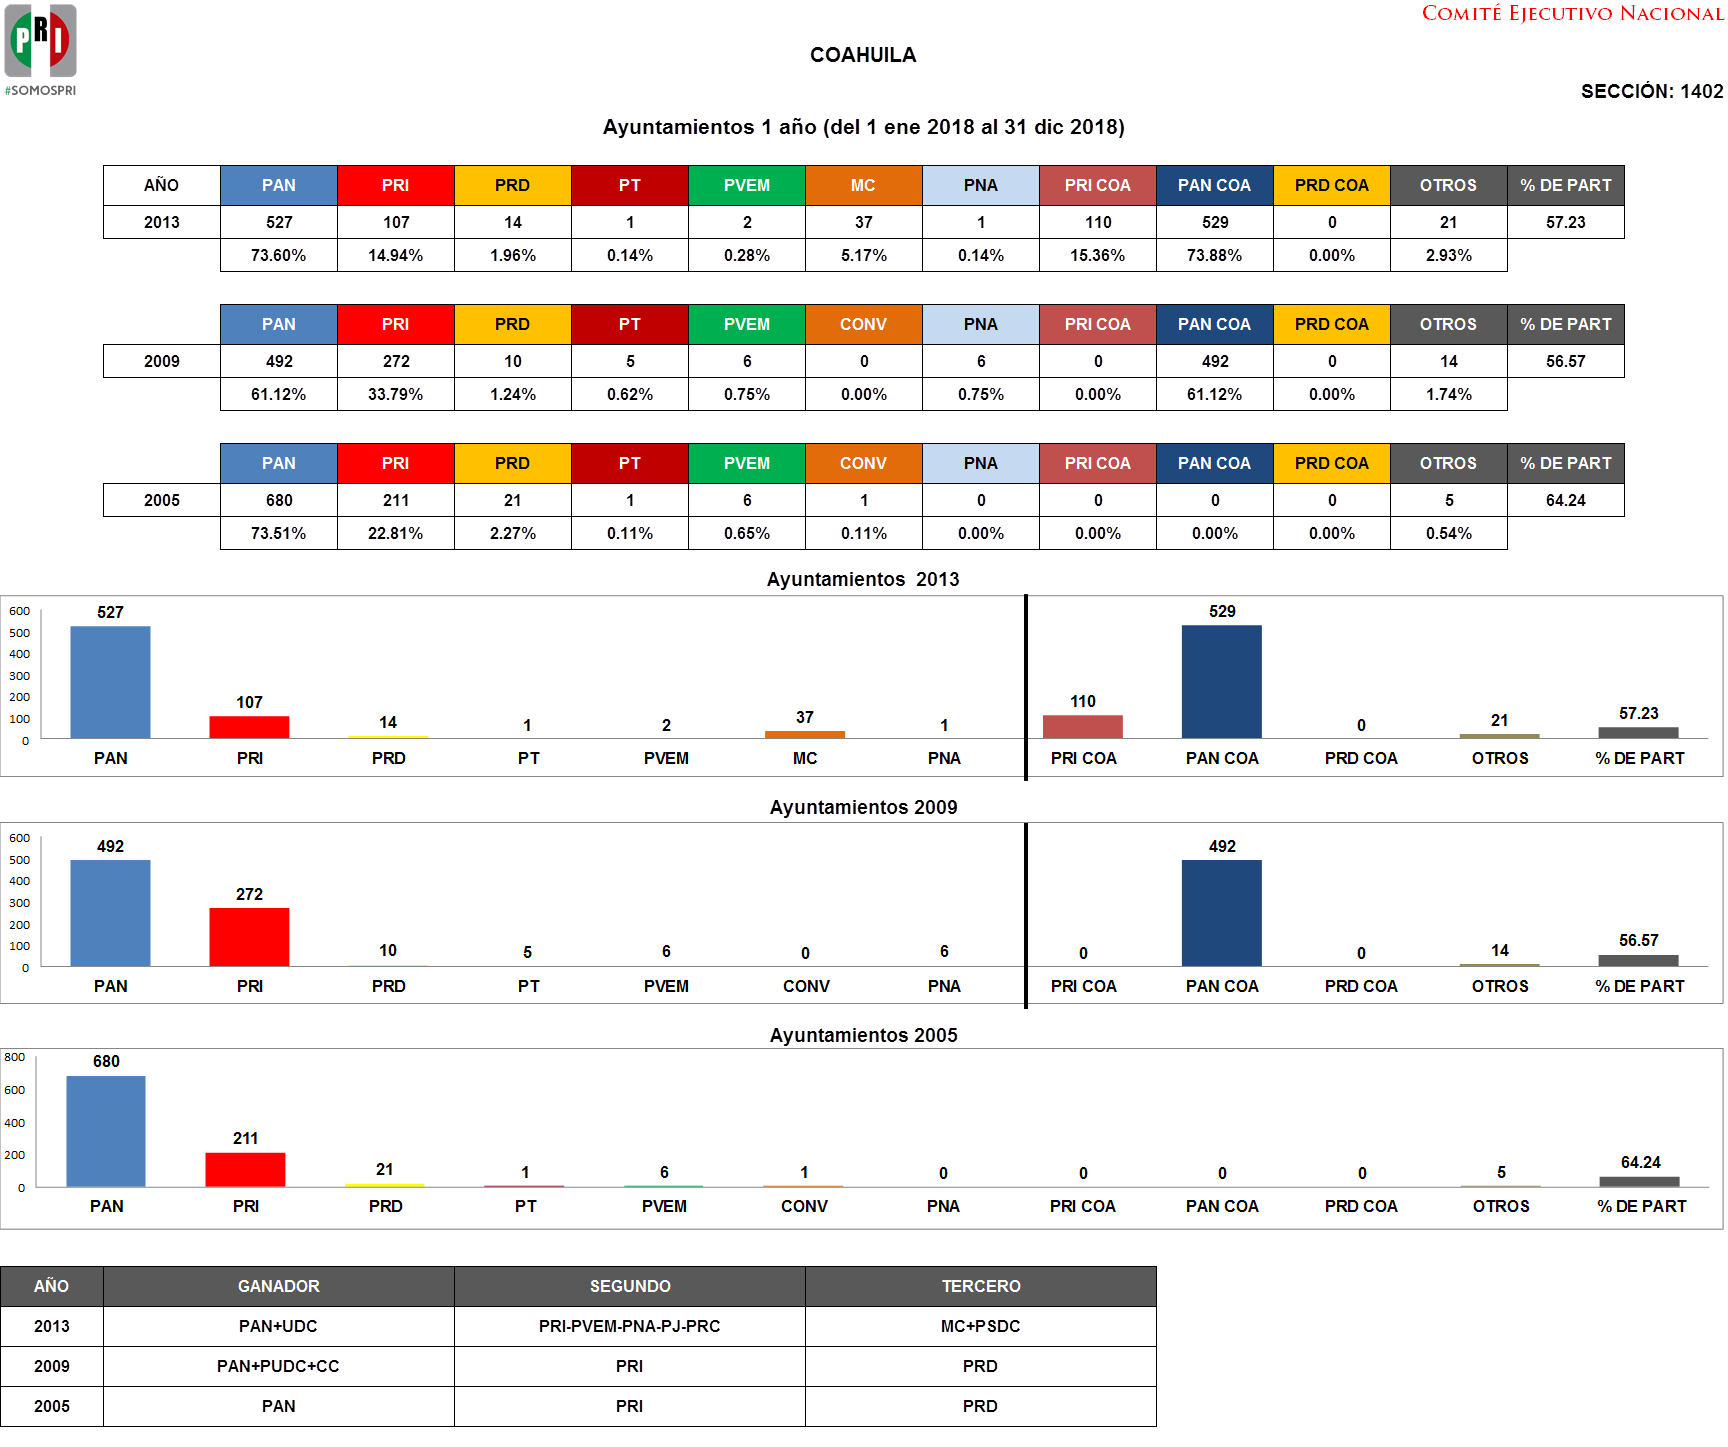 COMITÉ EJECUTIVO NACIONAL
PRI
#SOMOSPRI
COAHUILA
SECCIÓN: 1402
Ayuntamientos 1 año (del 1 ene 2018 al 31 dic 2018)
AÑO PAN PRI PRD PT PVEM MC PNA PRI COA PAN COA PRD COA OTROS % DE PART
2013 527 107 14 1 2 37 1 110 529 0 21 57.23
73.60% 14.94% 1.96% 0.14% 0.28% 5.17% 0.14% 15.36% 73.88% 0.00% 2.93%
PAN PRI PRD PT PVEM CONV PNA PRI COA PAN COA PRD COA OTROS % DE PART
2009 492 272 10 5 6 0 6 0 492 0 14 56.57
61.12% 33.79% 1.24% 0.62% 0.75% 0.00% 0.75% 0.00% 61.12% 0.00% 1.74%
PAN PRI PRD PT PVEM CONV PNA PRI COA PAN COA PRD COA OTROS % DE PART
2005 680 211 21 1 6 1 0 0 0 0 5 64.24
73.51% 22.81% 2.27% 0.11% 0.65% 0.11% 0.00% 0.00% 0.00% 0.00% 0.54%
Ayuntamientos 2013
600
500
400
300
200
100
0
527 107 14 1 2 37 1 110 529 0 21 57.23
PAN PRI PRD PT PVEM MC PNA PRI COA PAN COA PRD COA OTROS % DE PART
Ayuntamientos 2009
600
500
400
300
200
100
0
492 272 10 5 6 0 6 0 492 0 14 56.57
PAN PRI PRD PT PVEM CONV PNA PRI COA PAN COA PRD COA OTROS % DE PART
Ayuntamientos 2005
800
600
400
200
0
680 211 21 1 6 1 0 0 0 0 5 64.24
PAN PRI PRD PT PVEM CONV PNA PRI COA PAN COA PRD COA OTROS % DE PART
AÑO GANADOR SEGUNDO TERCERO
2013 PAN+UDC PRI-PVEM-PNA-PJ-PRC MC+PSDC
2009 PAN+PUDC+CC PRI PRD
2005 PAN PRI PRD